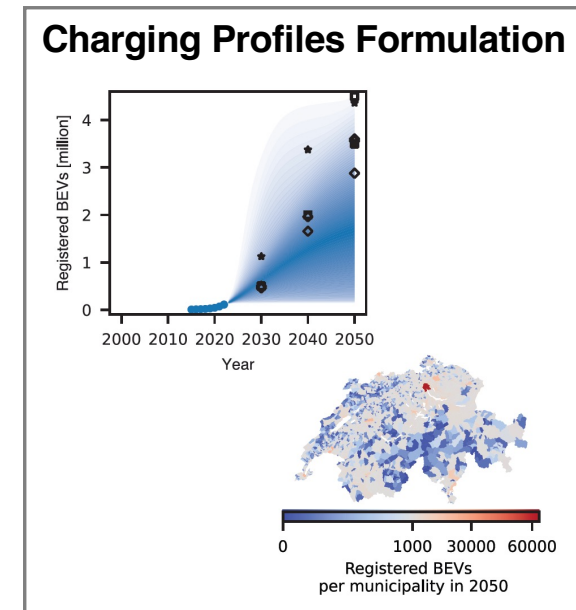 Charging Profiles Formulation
Registered BEVs [million]
4
3
2
1
0
2000 2010 2020 2030 2040 2050
Year
0 1000 30000 60000
Registered BEVs
per municipality in 2050